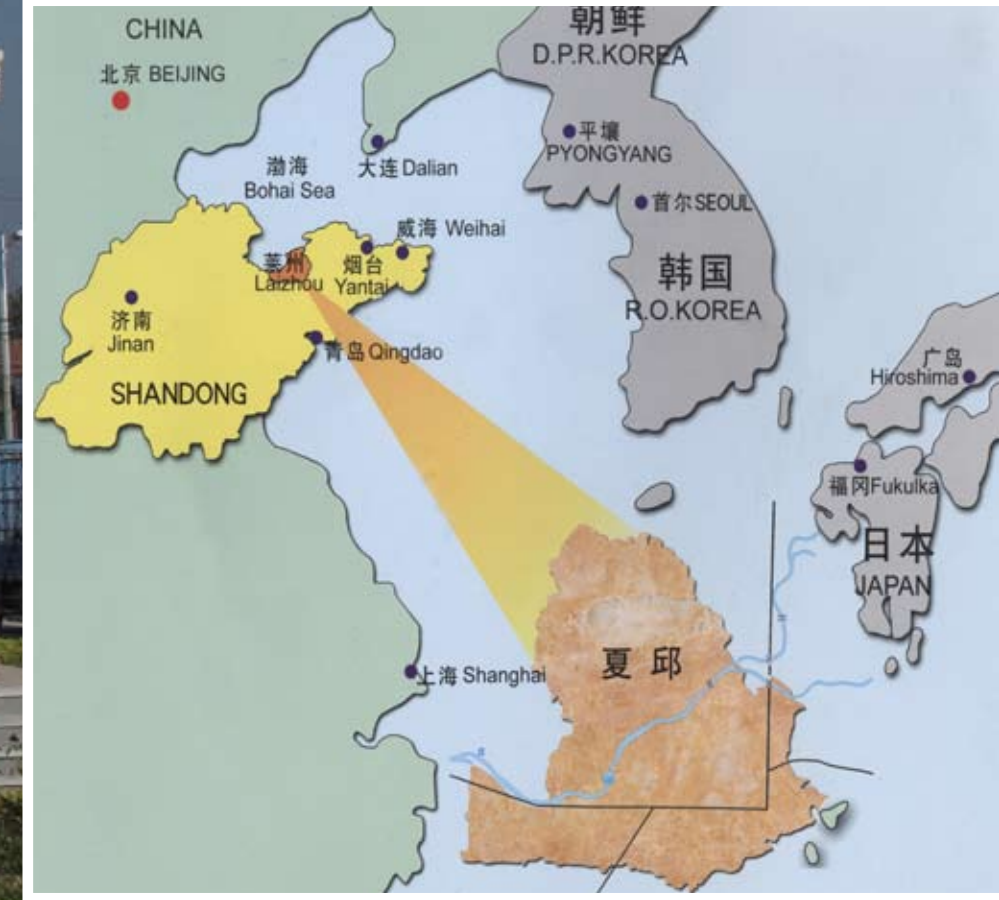 CHINA
北京 BEIJING
朝鲜
D.P.R.KOREA
平壤
PYONGYANG
渤海
Bohai Sea
大连 Dalian
首尔 SEOUL
威海 Weihai
莱州
Laizhou
烟台
Yantai
韩国
R.O.KOREA
济南
Jinan
青岛 Qingdao
SHANDONG
广岛
Hiroshima
福冈 Fukulka
日本
JAPAN
夏邱
上海 Shanghai